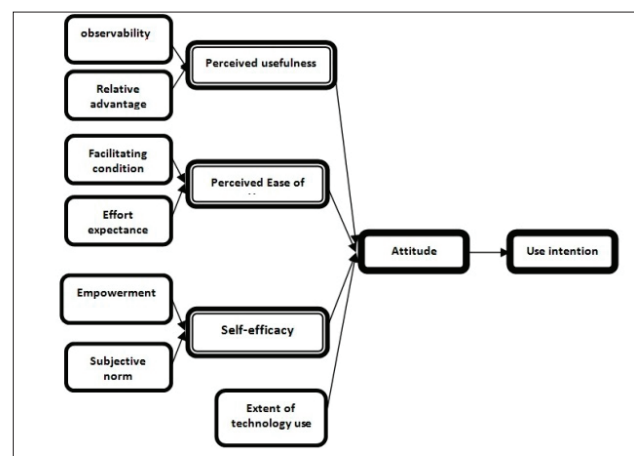 observability
Perceived usefulness
Relative
advantage
Facilitating
condition
Perceived Ease of
Effort
expectance
Attitude
Use intention
Empowerment
Self-efficacy
Subjective
norm
Extent of
technology use